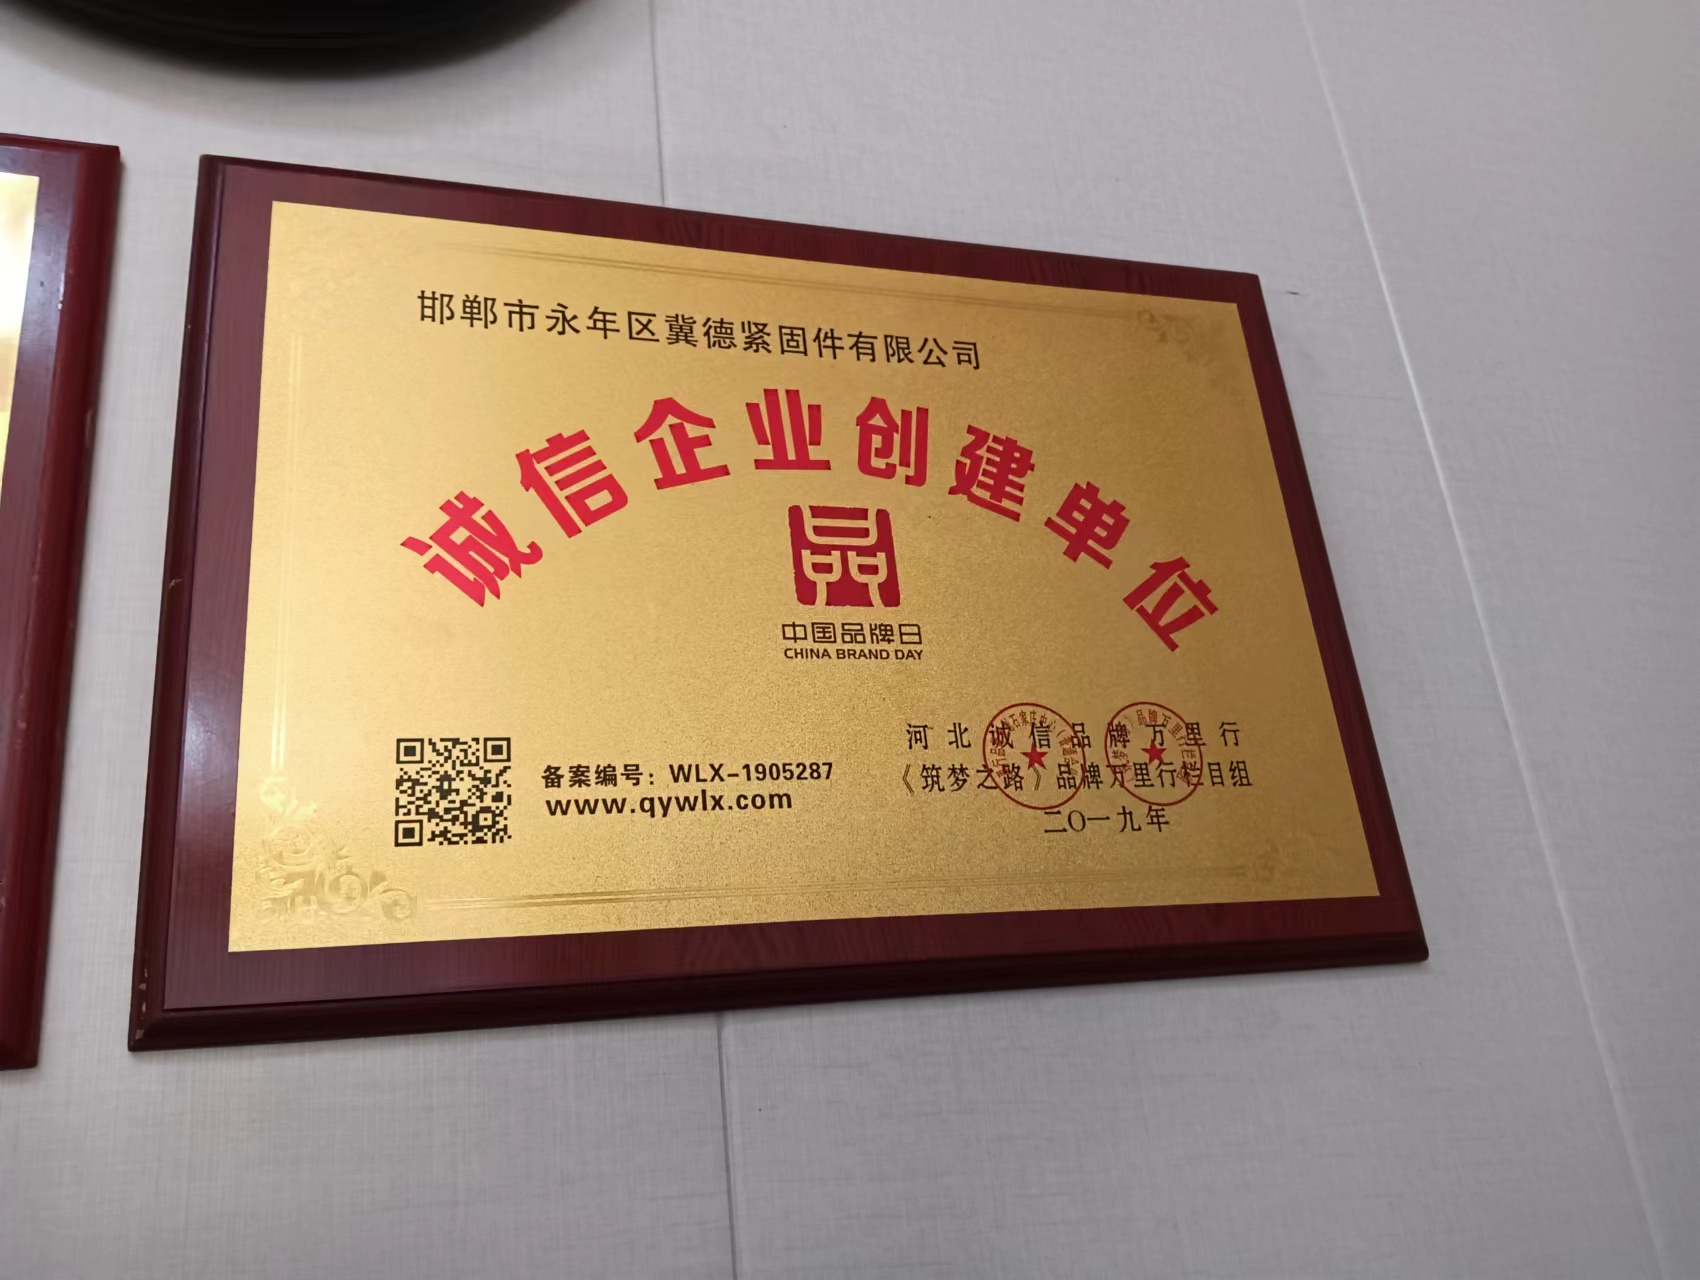 邯郸市永年区冀德紧固件有限公司
诚信企业创建单位
中国品牌日
CHINA BRAND DAY
备案编号：WLX-1905287
www.qywlx.com
河北诚信品牌万里行
《筑梦之路》品牌万里行栏目组
二〇一九年